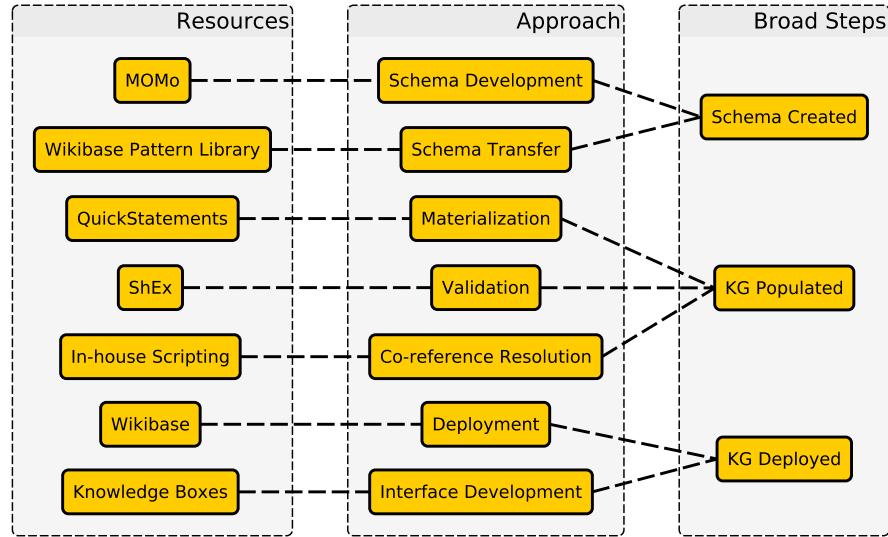 Resources
Approach
Broad Steps
MOMo
Schema Development
Schema Created
Wikibase Pattern Library
Schema Transfer
QuickStatements
Materialization
ShEx
Validation
KG Populated
In-house Scripting
Co-reference Resolution
Wikibase
Deployment
KG Deployed
Knowledge Boxes
Interface Development